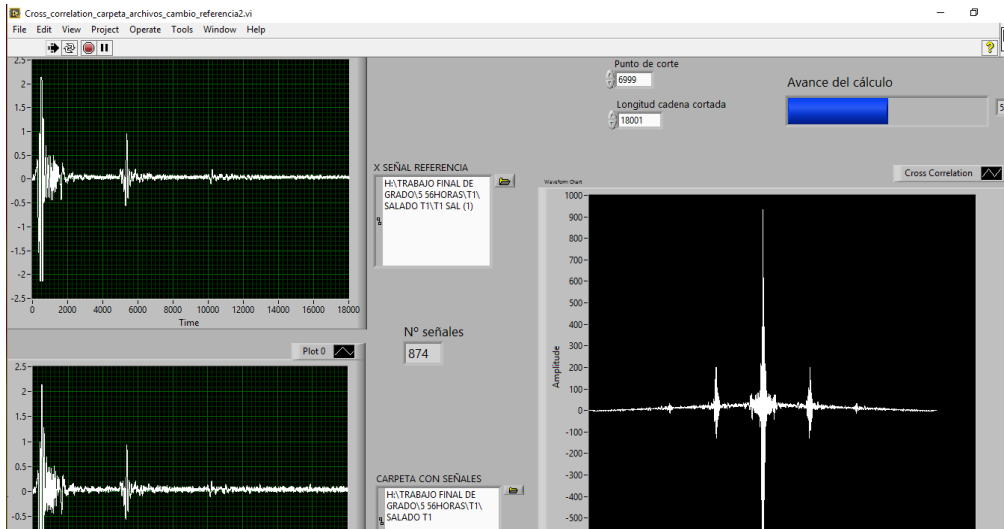 Cross_correlation_carpeta_archivos_cambio_referencia2.vi
File Edit View Project Operate Tools Window Help
2.5
2
1.5
1
0.5
0
-0.5
-1
-1.5
-2
-2.5
0 2000 4000 6000 8000 10000 12000 14000 16000 18000
Time
Plot 0
2.5
2
1.5
1
0.5
0
-0.5
Punto de corte
6999
Longitud cadena cortada
18001
Avance del cálculo
5
X SEÑAL REFERENCIA
H:\TRABAJO FINAL DE
GRADO\5 56HORAS\T1\
SALADO T1\T1 SAL (1)
Nº señales
874
CARPETA CON SEÑALES
H:\TRABAJO FINAL DE
GRADO\5 56HORAS\T1\
SALADO T1
Waveform Chart
Cross Correlation
1000
900
800
700
600
500
400
300
200
100
0
-100
-200
-300
-400
-500
Amplitude